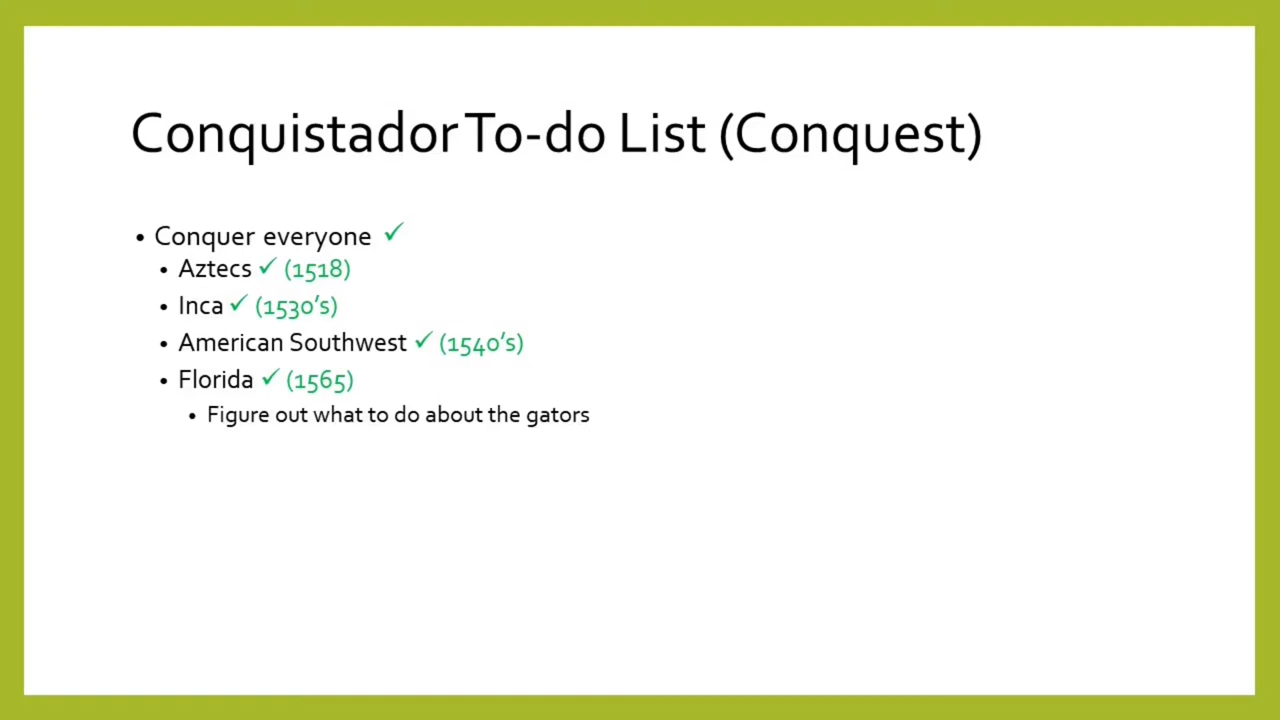 Conquistador To-do List (Conquest)
• Conquer everyone ✓
• Aztecs ✓ (1518)
• Inca ✓ (1530’s)
• American Southwest ✓ (1540’s)
• Florida ✓ (1565)
• Figure out what to do about the gators